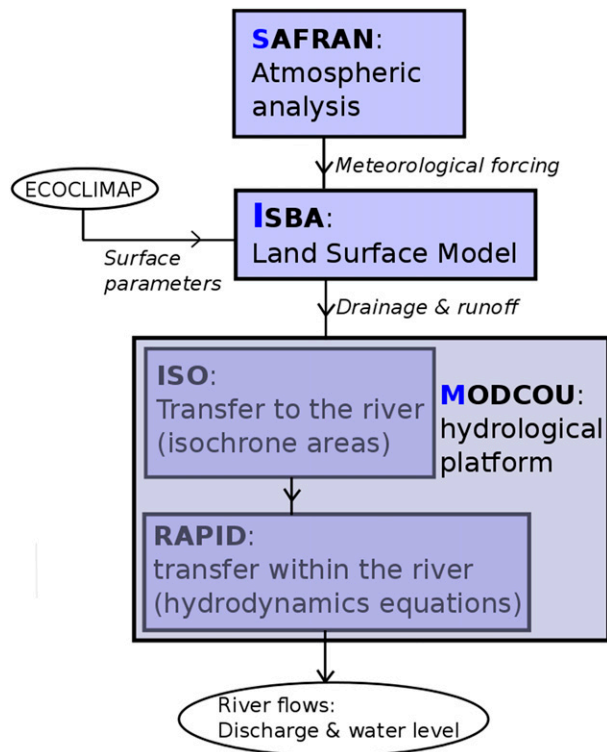 SAFRAN:
Atmospheric
analysis
Meteorological forcing
ECOCLIMAP
Surface
parameters
ISBA:
Land Surface Model
Drainage & runoff
ISO:
Transfer to the river
(isochrone areas)
MODCOU:
hydrological
platform
RAPID:
transfer within the river
(hydrodynamics equations)
River flows:
Discharge & water level